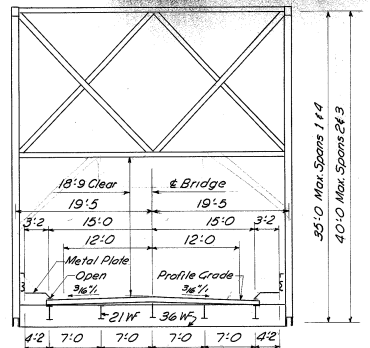 35'-0 Max. Spans 1 & 4
40'-0 Max. Spans 2 & 3
18'-9 Clear
℄ Bridge
19'-5 19'-5
3'-2 15'-0 15'-0 3'-2
12'-0 12'-0
Metal Plate
Open
Profile Grade
3/16"/1' 3/16"/1'
21 WF 36 WF
4'-2 7'-0 7'-0 7'-0 7'-0 4'-2